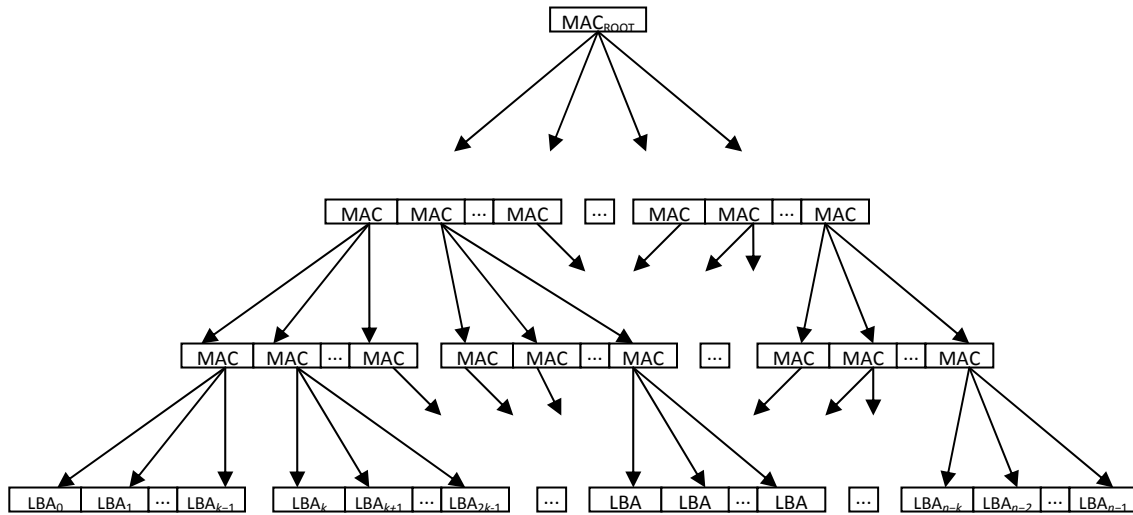 MAC_ROOT
MAC MAC ... MAC ... MAC MAC ... MAC
MAC MAC ... MAC MAC MAC ... MAC ... MAC MAC ... MAC
LBA₀ LBA₁ ... LBAₖ₋₁ LBAₖ LBAₖ₊₁ ... LBA₂ₖ₋₁ ... LBA LBA ... LBA ... LBAₙ₋ₖ LBAₙ₋₂ ... LBAₙ₋₁